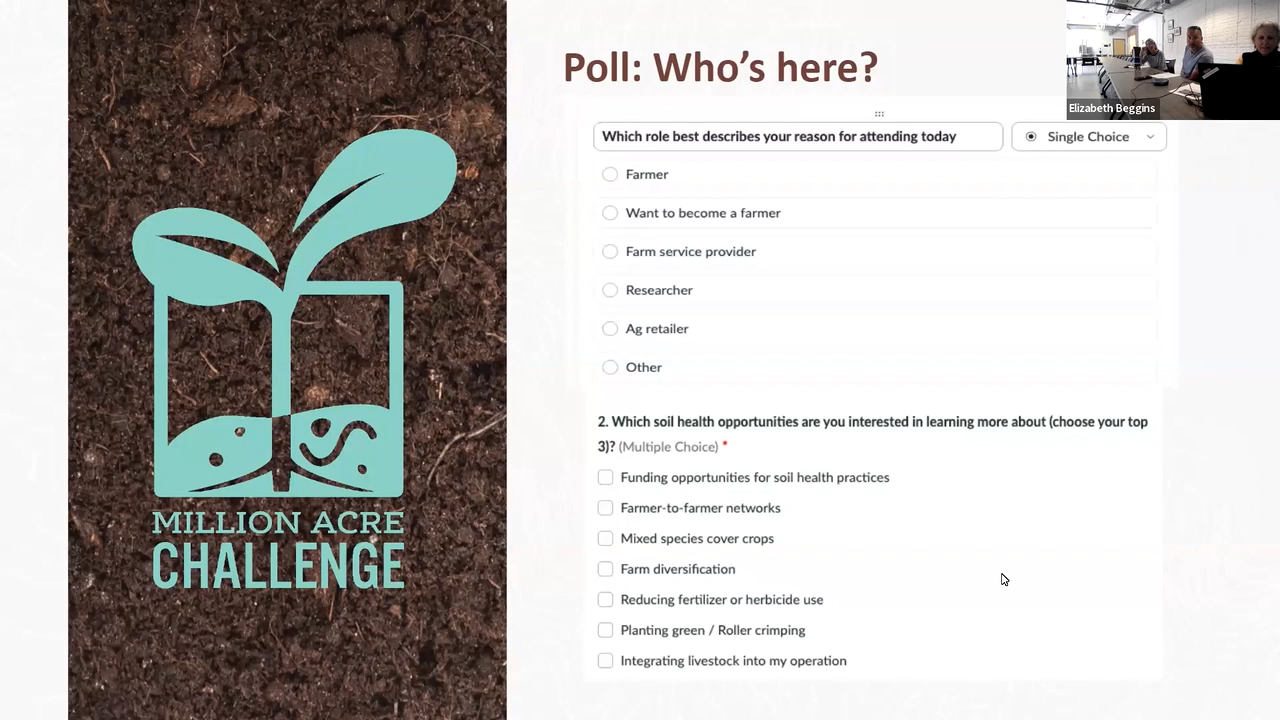 Poll: Who's here?
Elizabeth Beggins
Which role best describes your reason for attending today
Single Choice
Farmer
Want to become a farmer
Farm service provider
Researcher
Ag retailer
Other
2. Which soil health opportunities are you interested in learning more about (choose your top
3)? (Multiple Choice) *
Funding opportunities for soil health practices
Farmer-to-farmer networks
Mixed species cover crops
Farm diversification
Reducing fertilizer or herbicide use
Planting green / Roller crimping
Integrating livestock into my operation
MILLION ACRE
CHALLENGE